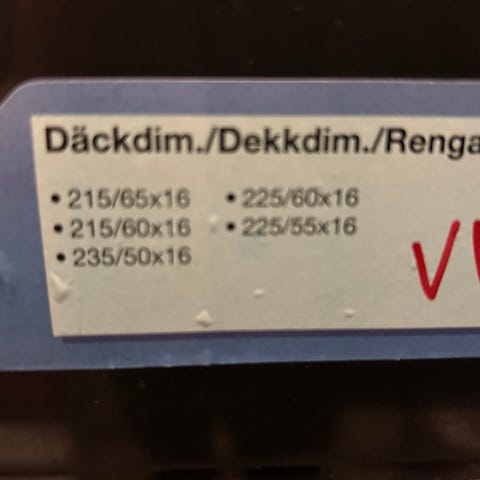 Däckdim./Dekkdim./Renga
• 215/65x16 • 225/60x16
• 215/60x16 • 225/55x16
• 235/50x16